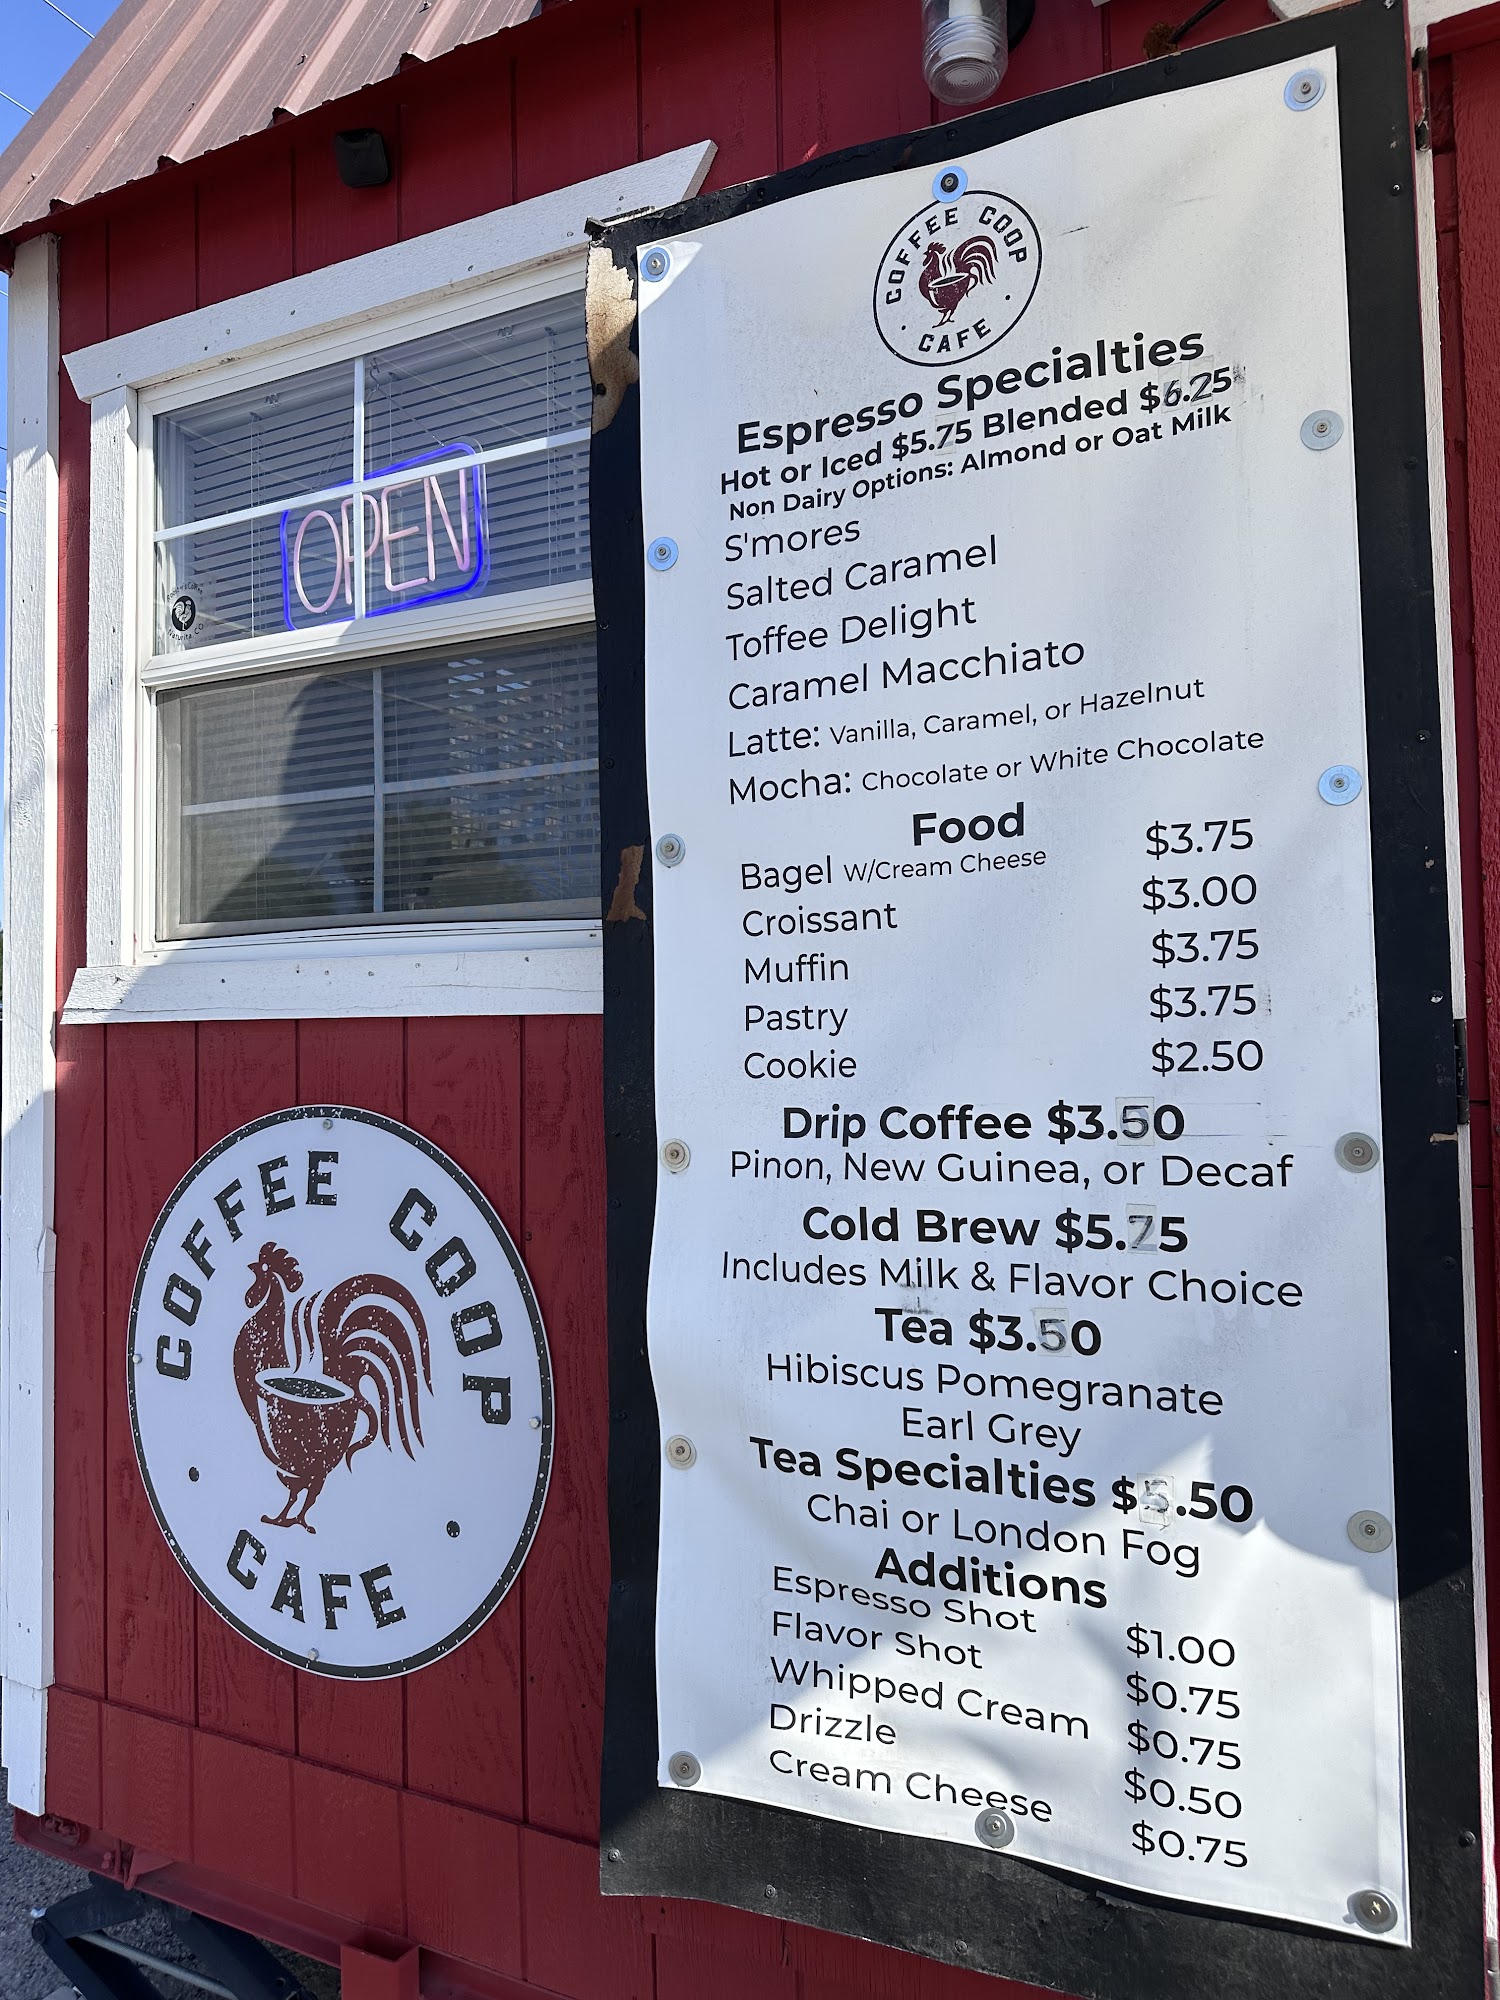 COFFEE COOP
CAFE
Espresso Specialties
Hot or Iced $5.75 Blended $6.25
Non Dairy Options: Almond or Oat Milk
S'mores
Salted Caramel
Toffee Delight
Caramel Macchiato
Latte: Vanilla, Caramel, or Hazelnut
Mocha: Chocolate or White Chocolate
Food
Bagel W/Cream Cheese $3.75
Croissant $3.00
Muffin $3.75
Pastry $3.75
Cookie $2.50
Drip Coffee $3.50
Pinon, New Guinea, or Decaf
Cold Brew $5.75
Includes Milk & Flavor Choice
Tea $3.50
Hibiscus Pomegranate
Earl Grey
Tea Specialties $5.50
Chai or London Fog
Additions
Espresso Shot $1.00
Flavor Shot $0.75
Whipped Cream $0.75
Drizzle $0.50
Cream Cheese $0.75
OPEN
Naturita, CO
COFFEE COOP
CAFE